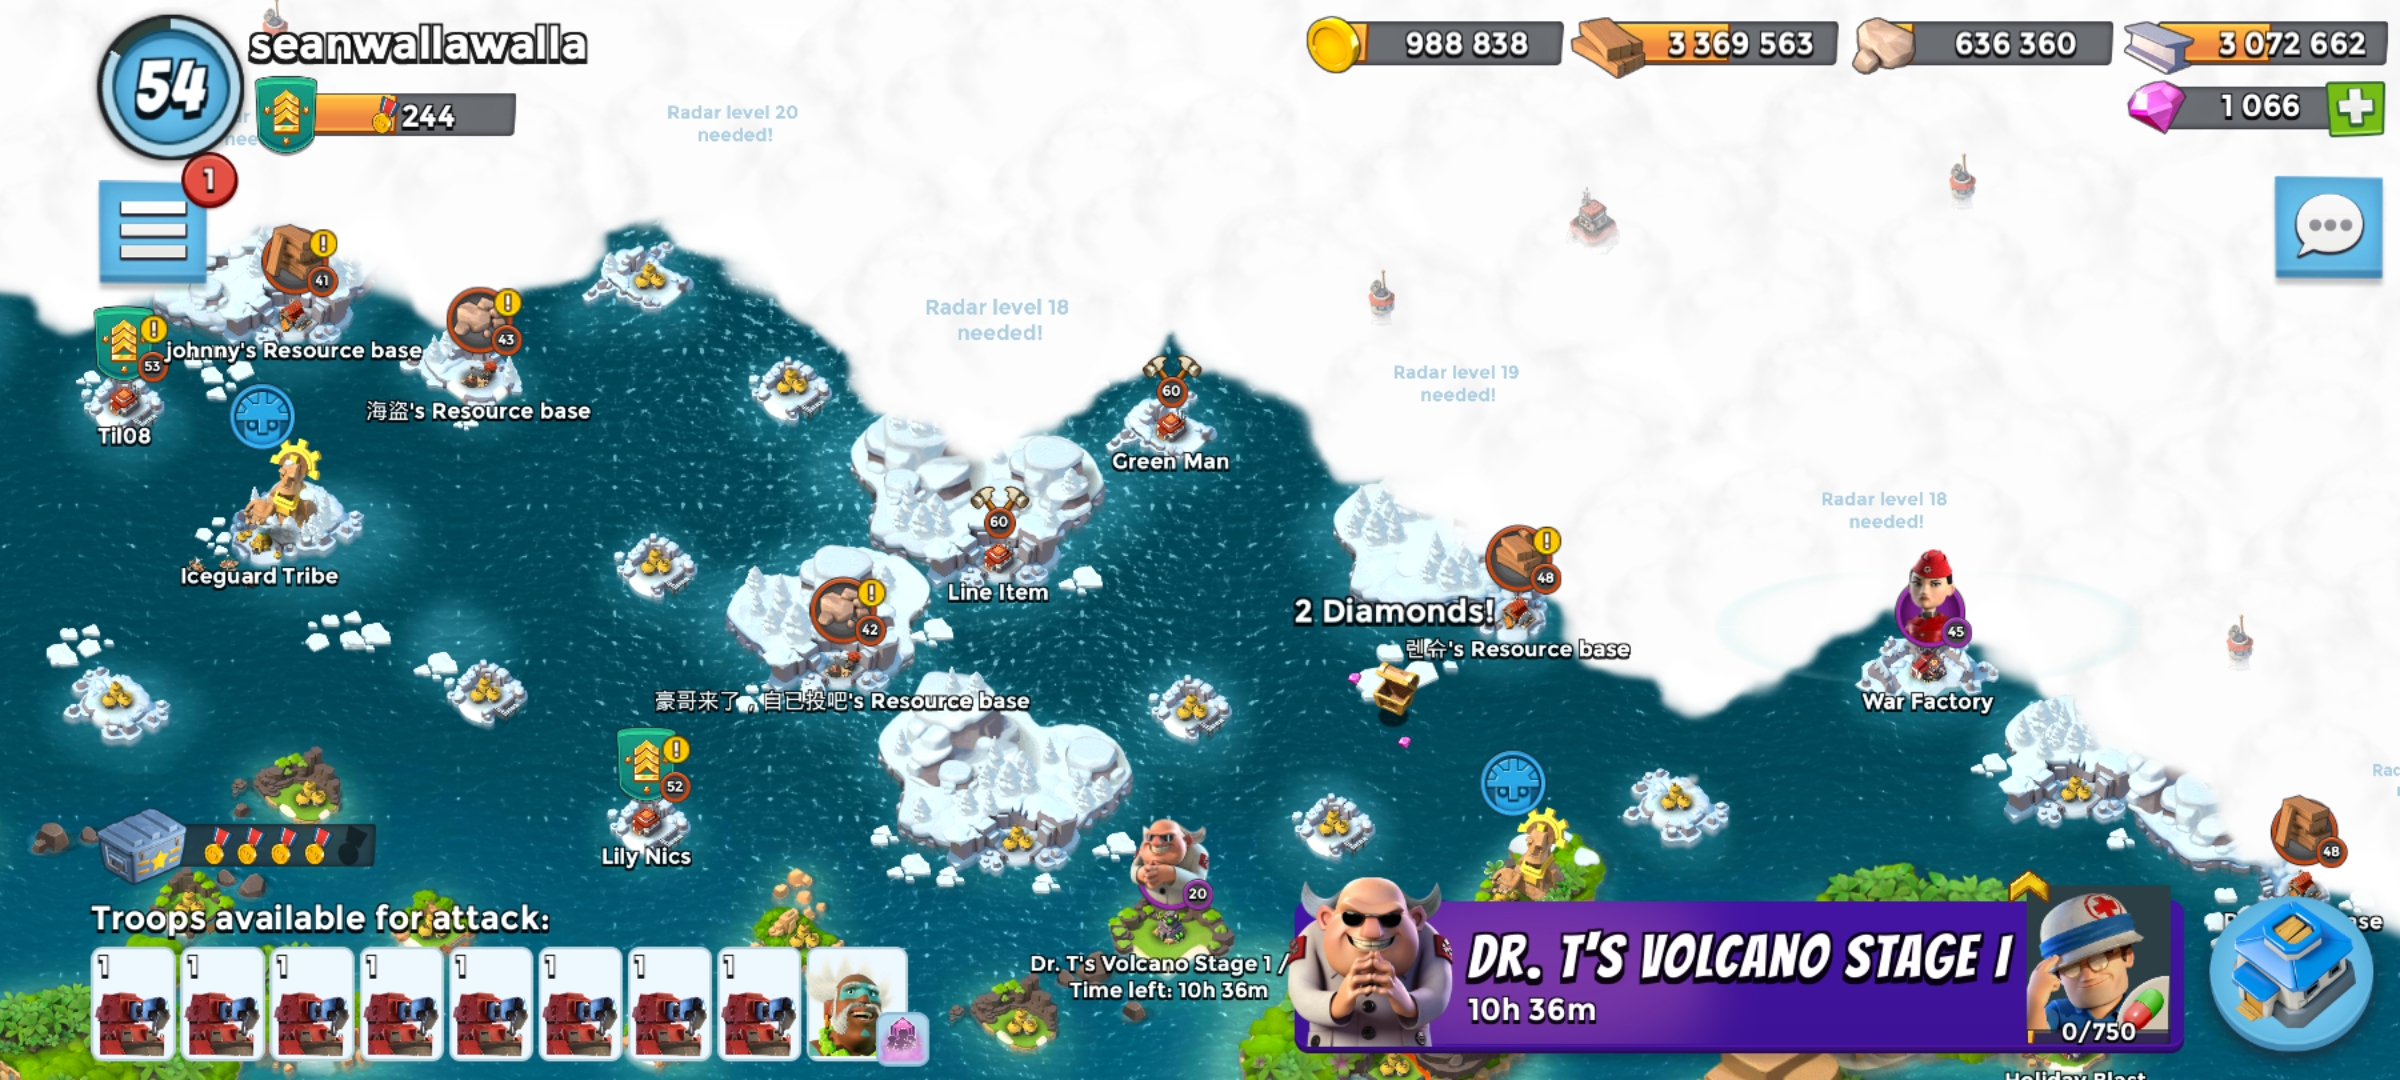 54
seanwallawalla
244
988 838
3 369 563
636 360
3 072 662
1 066
1
Radar level 20
needed!
Radar level 18
needed!
Radar level 19
needed!
Radar level 18
needed!
41
johnny's Resource base
43
海盗's Resource base
53
Til08
Iceguard Tribe
60
Green Man
60
Line Item
42
豪哥来了，自已投吧's Resource base
2 Diamonds!
48
렌슈's Resource base
45
War Factory
52
Lily Nics
48
20
Dr. T's Volcano Stage 1 /
Time left: 10h 36m
Troops available for attack:
1
1
1
1
1
1
1
1
DR. T'S VOLCANO STAGE 1
10h 36m
0/750
Holiday Blast